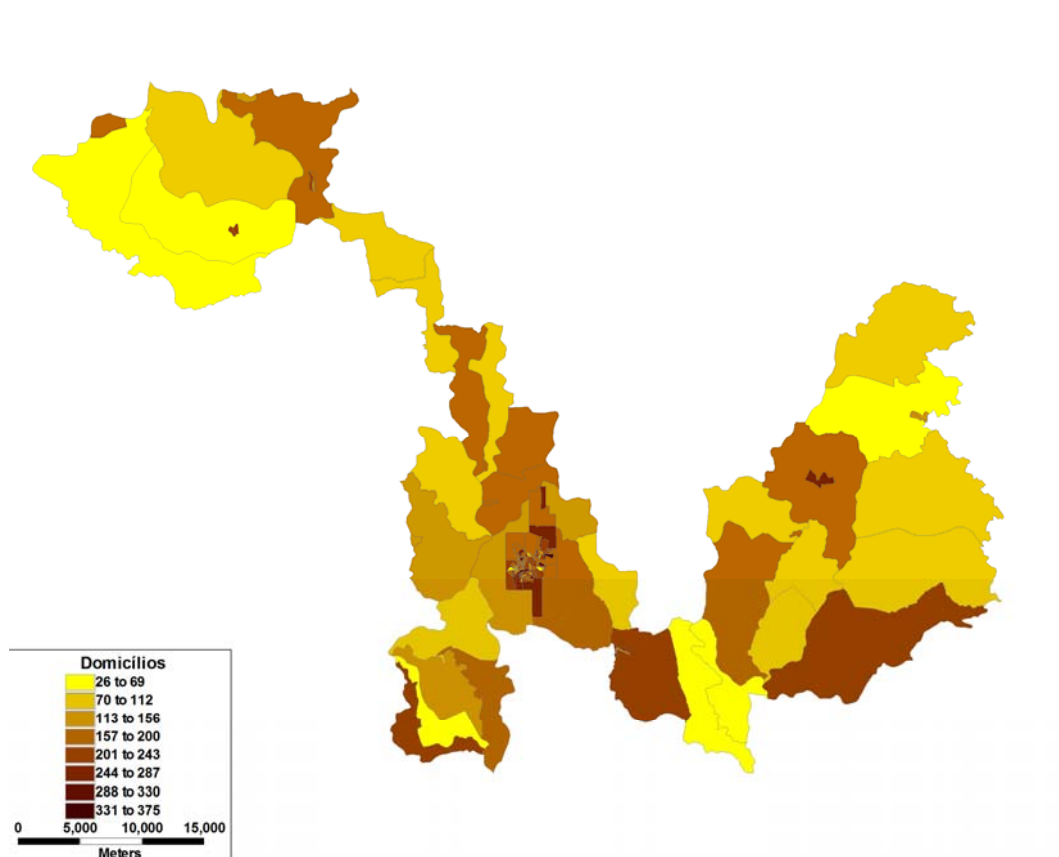 Domicílios
26 to 69
70 to 112
113 to 156
157 to 200
201 to 243
244 to 287
288 to 330
331 to 375
0 5,000 10,000 15,000
Meters